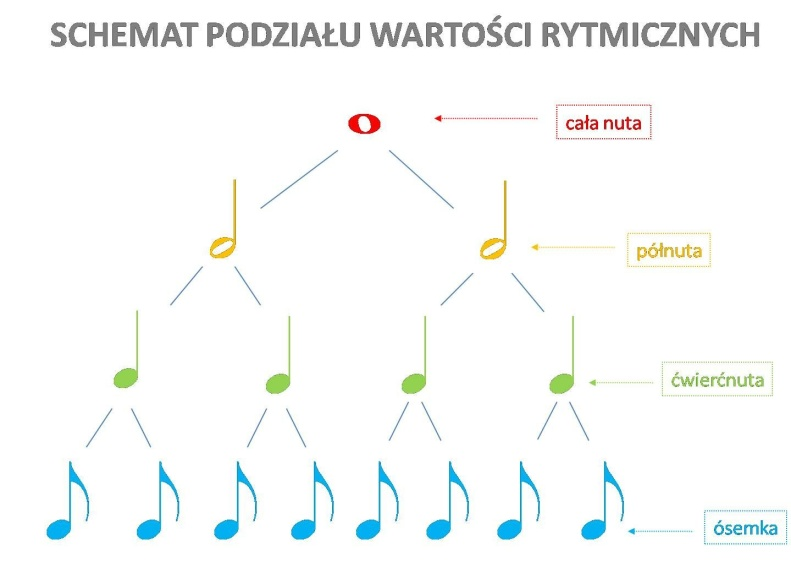 SCHEMAT PODZIAŁU WARTOŚCI RYTMICZNYCH
cała nuta
półnuta
ćwierćnuta
ósemka